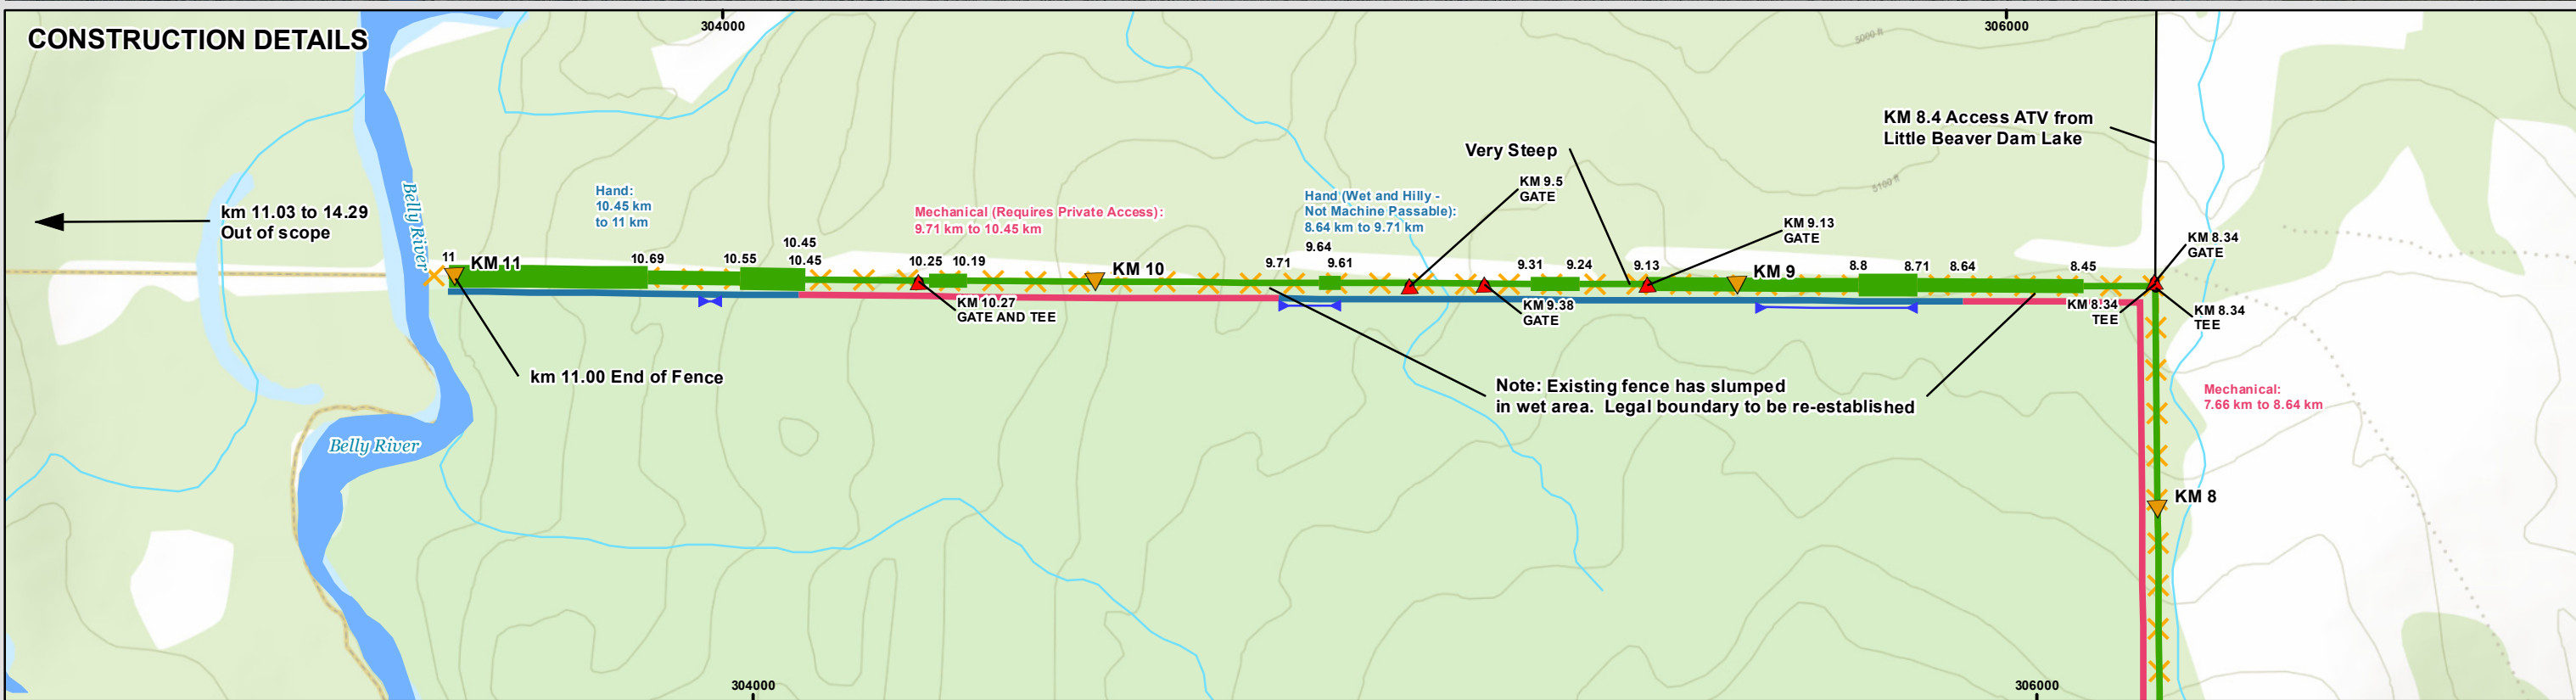 304000
306000
CONSTRUCTION DETAILS
5000 ft
KM 8.4 Access ATV from
Little Beaver Dam Lake
Very Steep
KM 9.5
GATE
5100 ft
Belly River
Hand:
10.45 km
to 11 km
Mechanical (Requires Private Access):
9.71 km to 10.45 km
Hand (Wet and Hilly -
Not Machine Passable):
8.64 km to 9.71 km
km 11.03 to 14.29
Out of scope
KM 9.13
GATE
KM 8.34
GATE
11
KM 11
10.69
10.55
10.45
10.45
10.25
10.19
KM 10
9.71
9.64
9.61
9.31
9.24
9.13
KM 9
8.8
8.71
8.64
8.45
KM 10.27
GATE AND TEE
KM 9.38
GATE
KM 8.34
TEE
KM 8.34
TEE
km 11.00 End of Fence
Note: Existing fence has slumped
in wet area. Legal boundary to be re-established
Mechanical:
7.66 km to 8.64 km
Belly River
KM 8
304000
306000